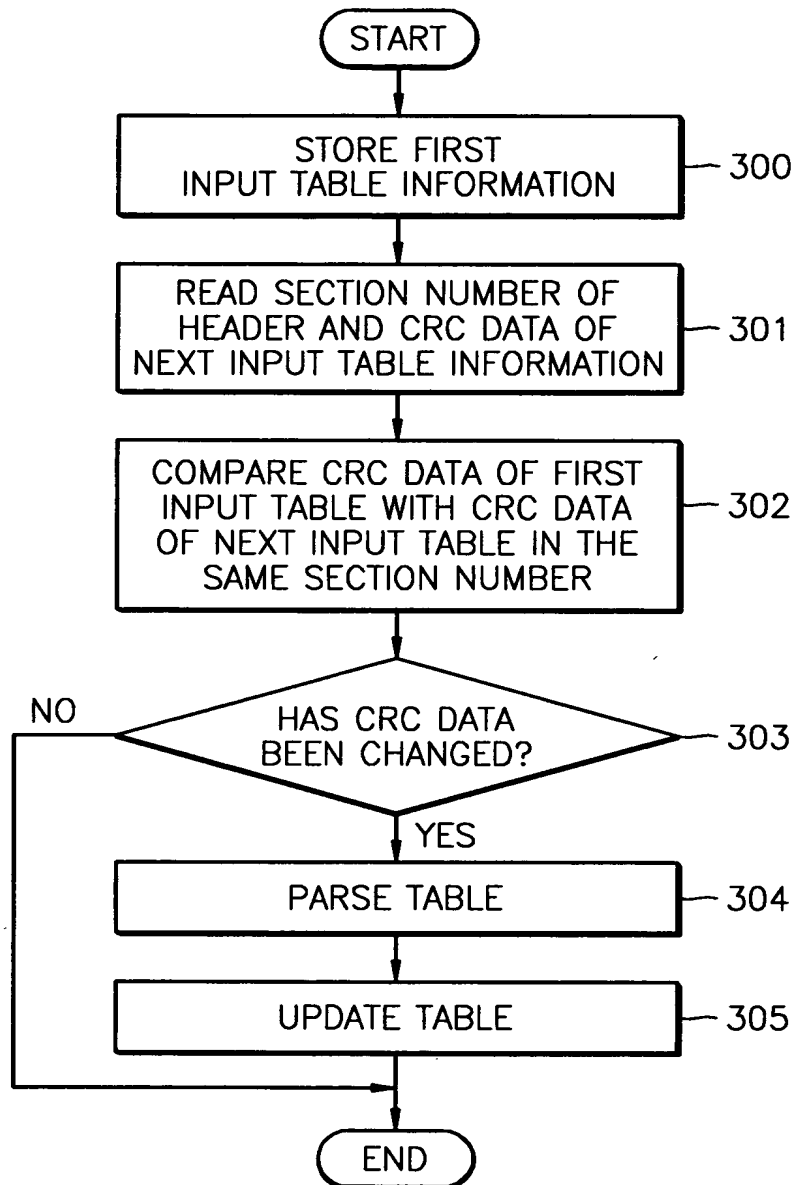 START
STORE FIRST
INPUT TABLE INFORMATION
300
READ SECTION NUMBER OF
HEADER AND CRC DATA OF
NEXT INPUT TABLE INFORMATION
301
COMPARE CRC DATA OF FIRST
INPUT TABLE WITH CRC DATA
OF NEXT INPUT TABLE IN THE
SAME SECTION NUMBER
302
NO
HAS CRC DATA
BEEN CHANGED?
303
YES
PARSE TABLE
304
UPDATE TABLE
305
END